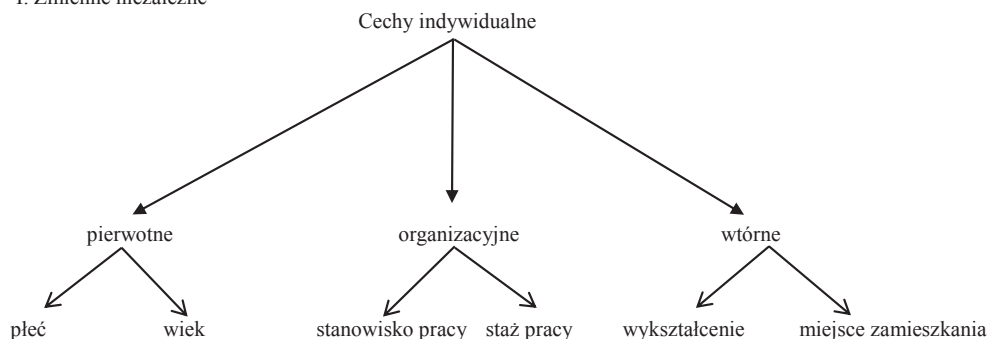 1. Zmienne niezależne
Cechy indywidualne
pierwotne organizacyjne wtórne
płeć wiek stanowisko pracy staż pracy wykształcenie miejsce zamieszkania